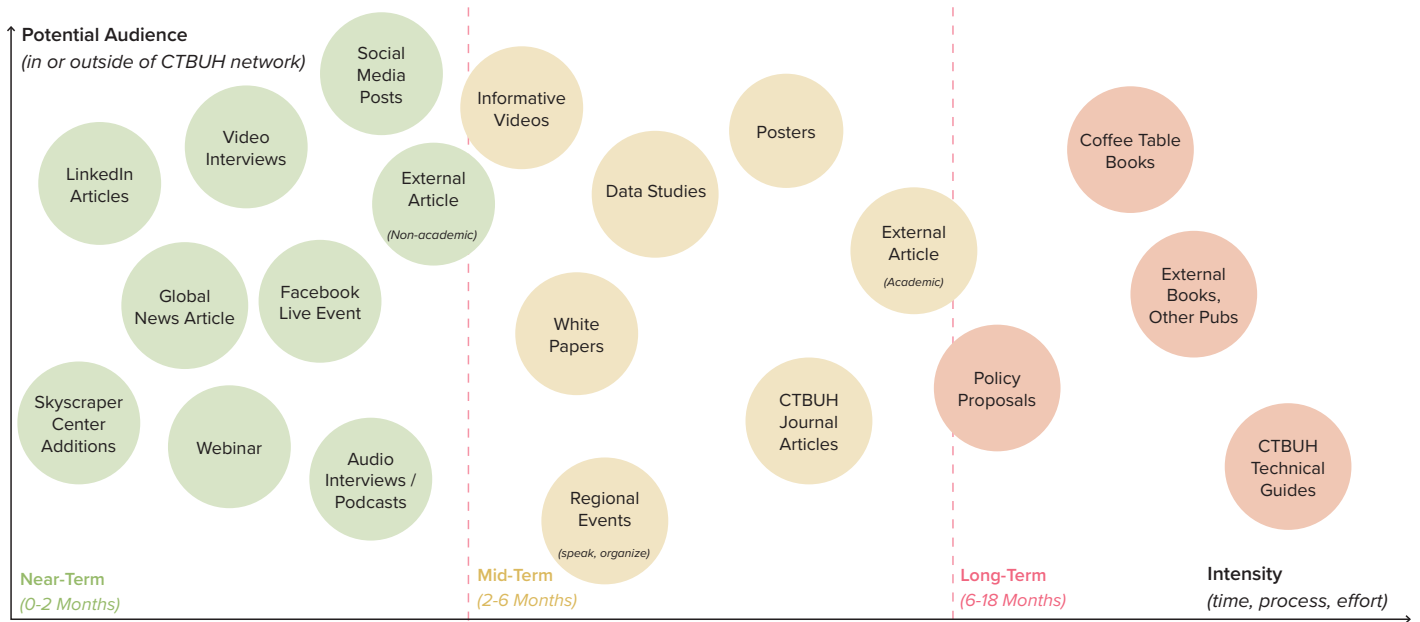 Potential Audience
(in or outside of CTBUH network)
Social
Media
Posts
Informative
Videos
Video
Interviews
Posters
Coffee Table
Books
LinkedIn
Articles
External
Article
(Non-academic)
Data Studies
External
Article
(Academic)
Global
News Article
Facebook
Live Event
External
Books,
Other Pubs
White
Papers
Policy
Proposals
Skyscraper
Center
Additions
Webinar
Audio
Interviews /
Podcasts
CTBUH
Journal
Articles
CTBUH
Technical
Guides
Regional
Events
(speak, organize)
Near-Term
(0-2 Months)
Mid-Term
(2-6 Months)
Long-Term
(6-18 Months)
Intensity
(time, process, effort)